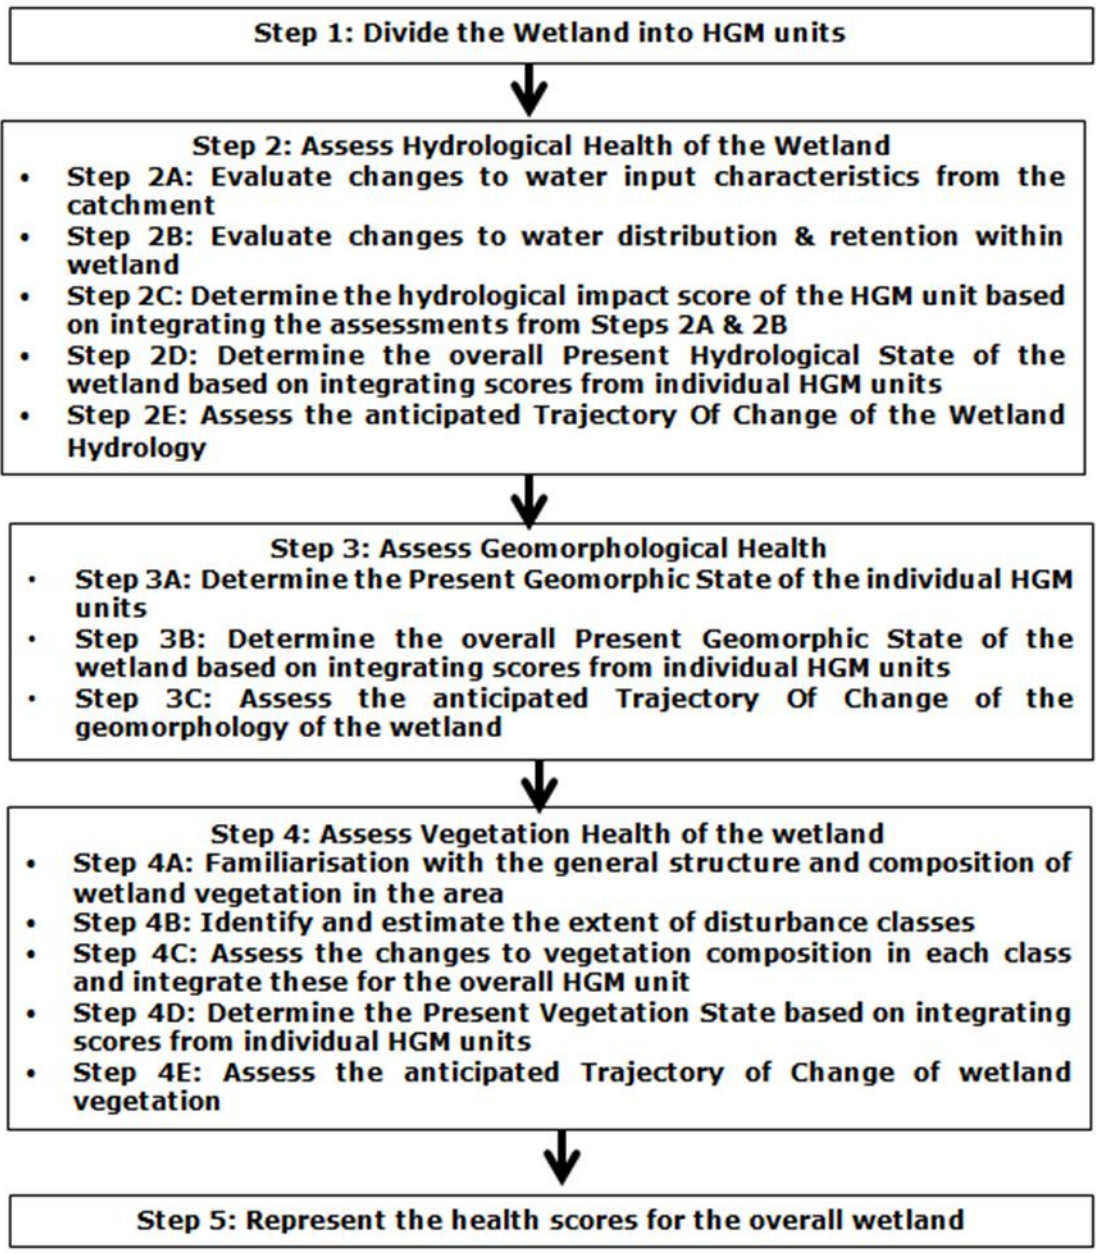 Step 1: Divide the Wetland into HGM units
Step 2: Assess Hydrological Health of the Wetland
• Step 2A: Evaluate changes to water input characteristics from the
catchment
• Step 2B: Evaluate changes to water distribution & retention within
wetland
• Step 2C: Determine the hydrological impact score of the HGM unit based
on integrating the assessments from Steps 2A & 2B
• Step 2D: Determine the overall Present Hydrological State of the
wetland based on integrating scores from individual HGM units
• Step 2E: Assess the anticipated Trajectory Of Change of the Wetland
Hydrology
Step 3: Assess Geomorphological Health
• Step 3A: Determine the Present Geomorphic State of the individual HGM
units
• Step 3B: Determine the overall Present Geomorphic State of the
wetland based on integrating scores from individual HGM units
• Step 3C: Assess the anticipated Trajectory Of Change of the
geomorphology of the wetland
Step 4: Assess Vegetation Health of the wetland
• Step 4A: Familiarisation with the general structure and composition of
wetland vegetation in the area
• Step 4B: Identify and estimate the extent of disturbance classes
• Step 4C: Assess the changes to vegetation composition in each class
and integrate these for the overall HGM unit
• Step 4D: Determine the Present Vegetation State based on integrating
scores from individual HGM units
• Step 4E: Assess the anticipated Trajectory of Change of wetland
vegetation
Step 5: Represent the health scores for the overall wetland